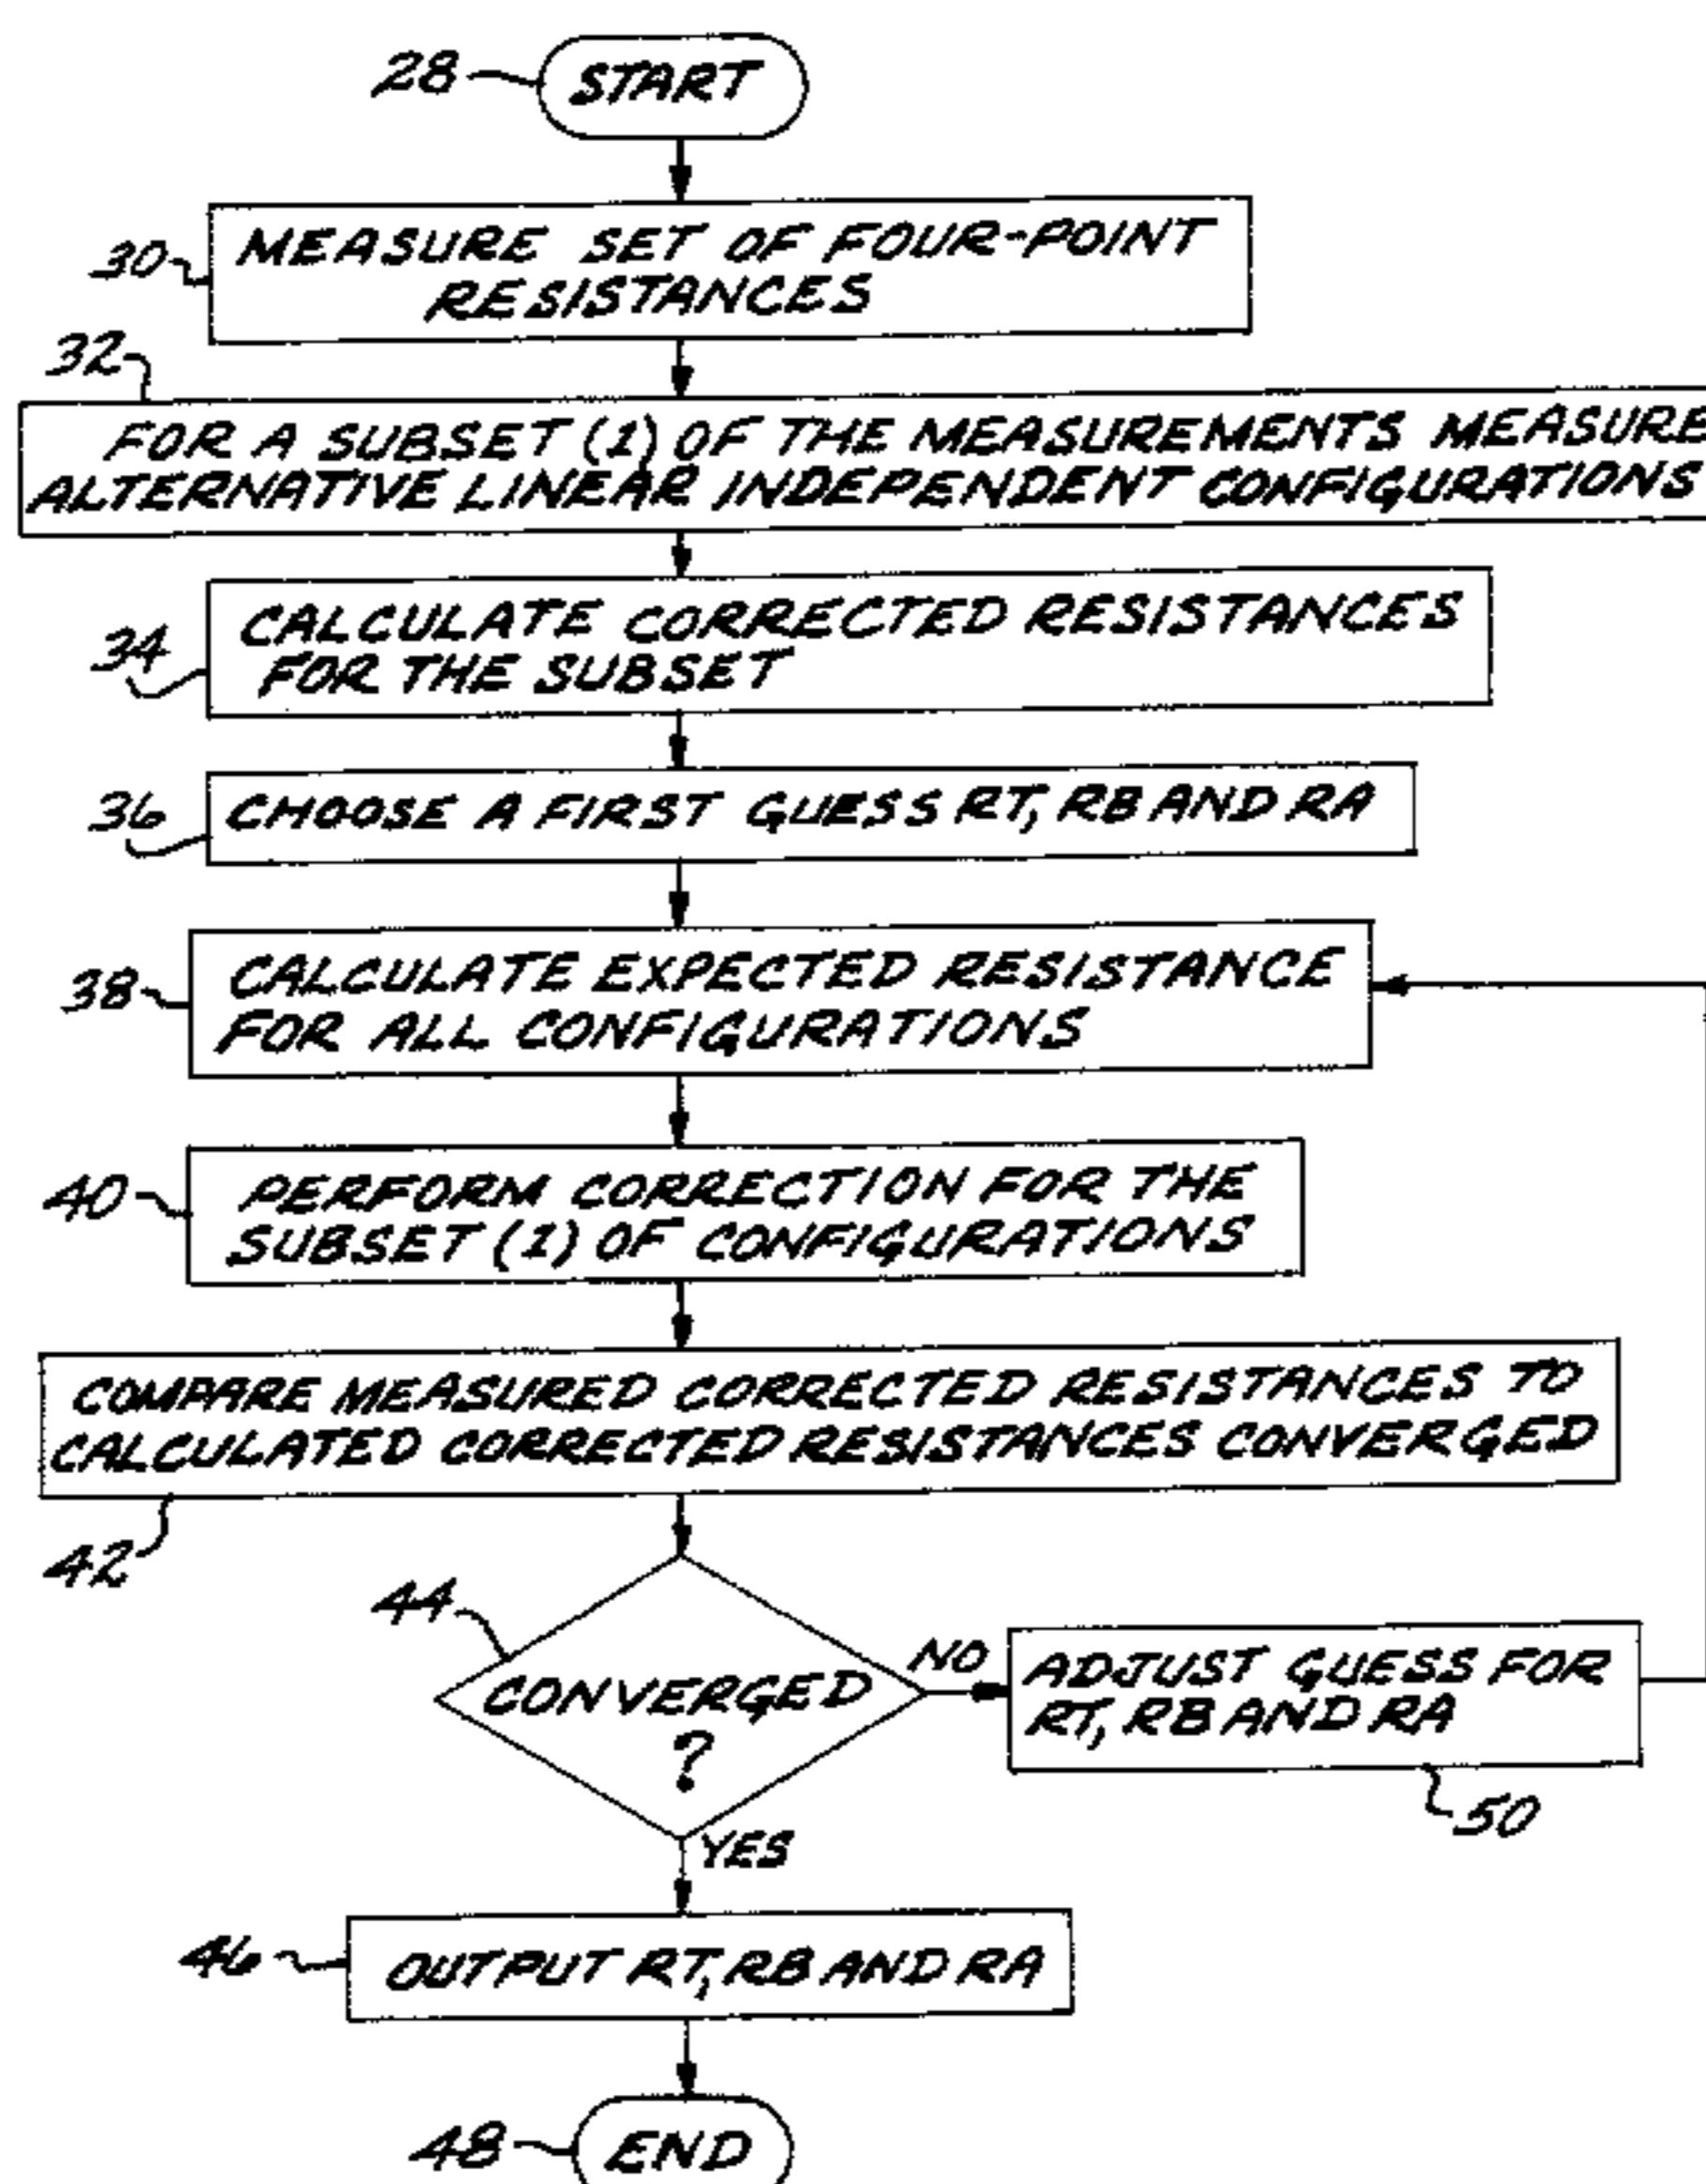 28
START
30
MEASURE SET OF FOUR-POINT
RESISTANCES
32
FOR A SUBSET (1) OF THE MEASUREMENTS MEASURE
ALTERNATIVE LINEAR INDEPENDENT CONFIGURATIONS
34
CALCULATE CORRECTED RESISTANCES
FOR THE SUBSET
36
CHOOSE A FIRST GUESS RT, RB AND RA
38
CALCULATE EXPECTED RESISTANCE
FOR ALL CONFIGURATIONS
40
PERFORM CORRECTION FOR THE
SUBSET (1) OF CONFIGURATIONS
COMPARE MEASURED CORRECTED RESISTANCES TO
CALCULATED CORRECTED RESISTANCES CONVERGED
42
44
CONVERGED
?
NO
ADJUST GUESS FOR
RT, RB AND RA
50
YES
46
OUTPUT RT, RB AND RA
48
END